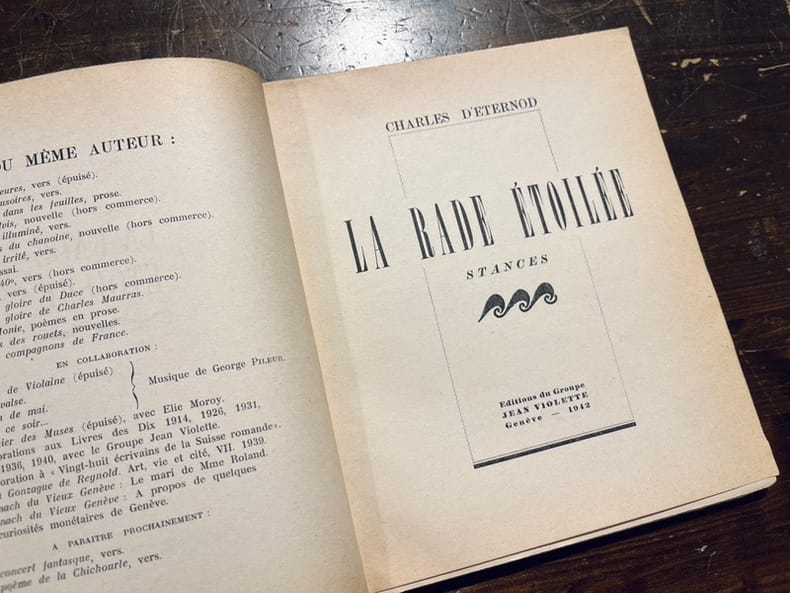 DU MÊME AUTEUR :
eures, vers (épuisé).
usoires, vers.
dans les feuilles, prose.
lvis, nouvelle (hors commerce).
illuminé, vers.
s du chanoine, nouvelle (hors commerce).
irrité, vers.
ssai.
40º, vers (hors commerce).
vers (épuisé).
gloire du Duce (hors commerce).
gloire de Charles Maurras.
lonie, poèmes en prose.
s des rouets, nouvelles.
compagnons de France.
EN COLLABORATION :
de Violaine (épuisé)
valse.
n de mai.
ce soir...
Musique de George PILEUR.
ier des Muses (épuisé), avec Elie Moroy.
orations aux Livres des Dix 1914, 1926, 1931,
1936, 1940, avec le Groupe Jean Violette.
oration à « Vingt-huit écrivains de la Suisse romande».
Gonzague de Reynold. Art, vie et cité, VII. 1939.
nach du Vieux Genève : Le mari de Mme Roland.
nach du Vieux Genève : A propos de quelques
curiosités monétaires de Genève.
A PARAITRE PROCHAINEMENT :
concert fantasque, vers.
poème de la Chichourle, vers.
CHARLES D'ETERNOD
LA RADE ÉTOILÉE
STANCES
Editions du Groupe
JEAN VIOLETTE
Genève — 1942